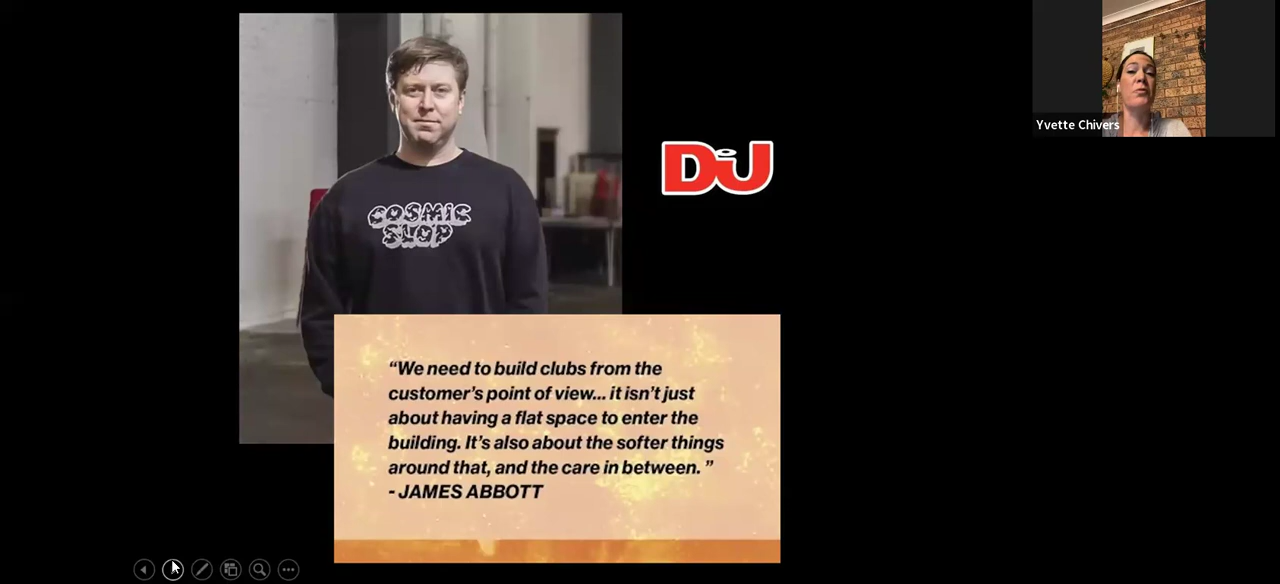 Yvette Chivers
DJ
COSMIC
SLOP
“We need to build clubs from the
customer’s point of view... it isn’t just
about having a flat space to enter the
building. It’s also about the softer things
around that, and the care in between. ”
- JAMES ABBOTT